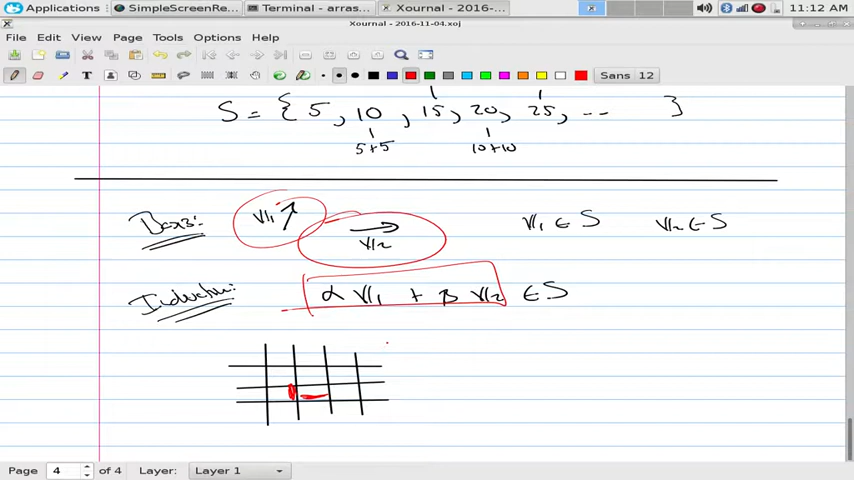 Applications SimpleScreenRe... Terminal - arras... Xournal - 2016-... 11:12 AM
Xournal - 2016-11-04.xoj
File Edit View Page Tools Options Help
Sans 12
S = { 5, 10, 15, 20, 25, ... }
5+5 10+10
V1 V2 V1 ∈ S V2 ∈ S
α V1 + β V2 ∈ S
Page 4 of 4 Layer: Layer 1